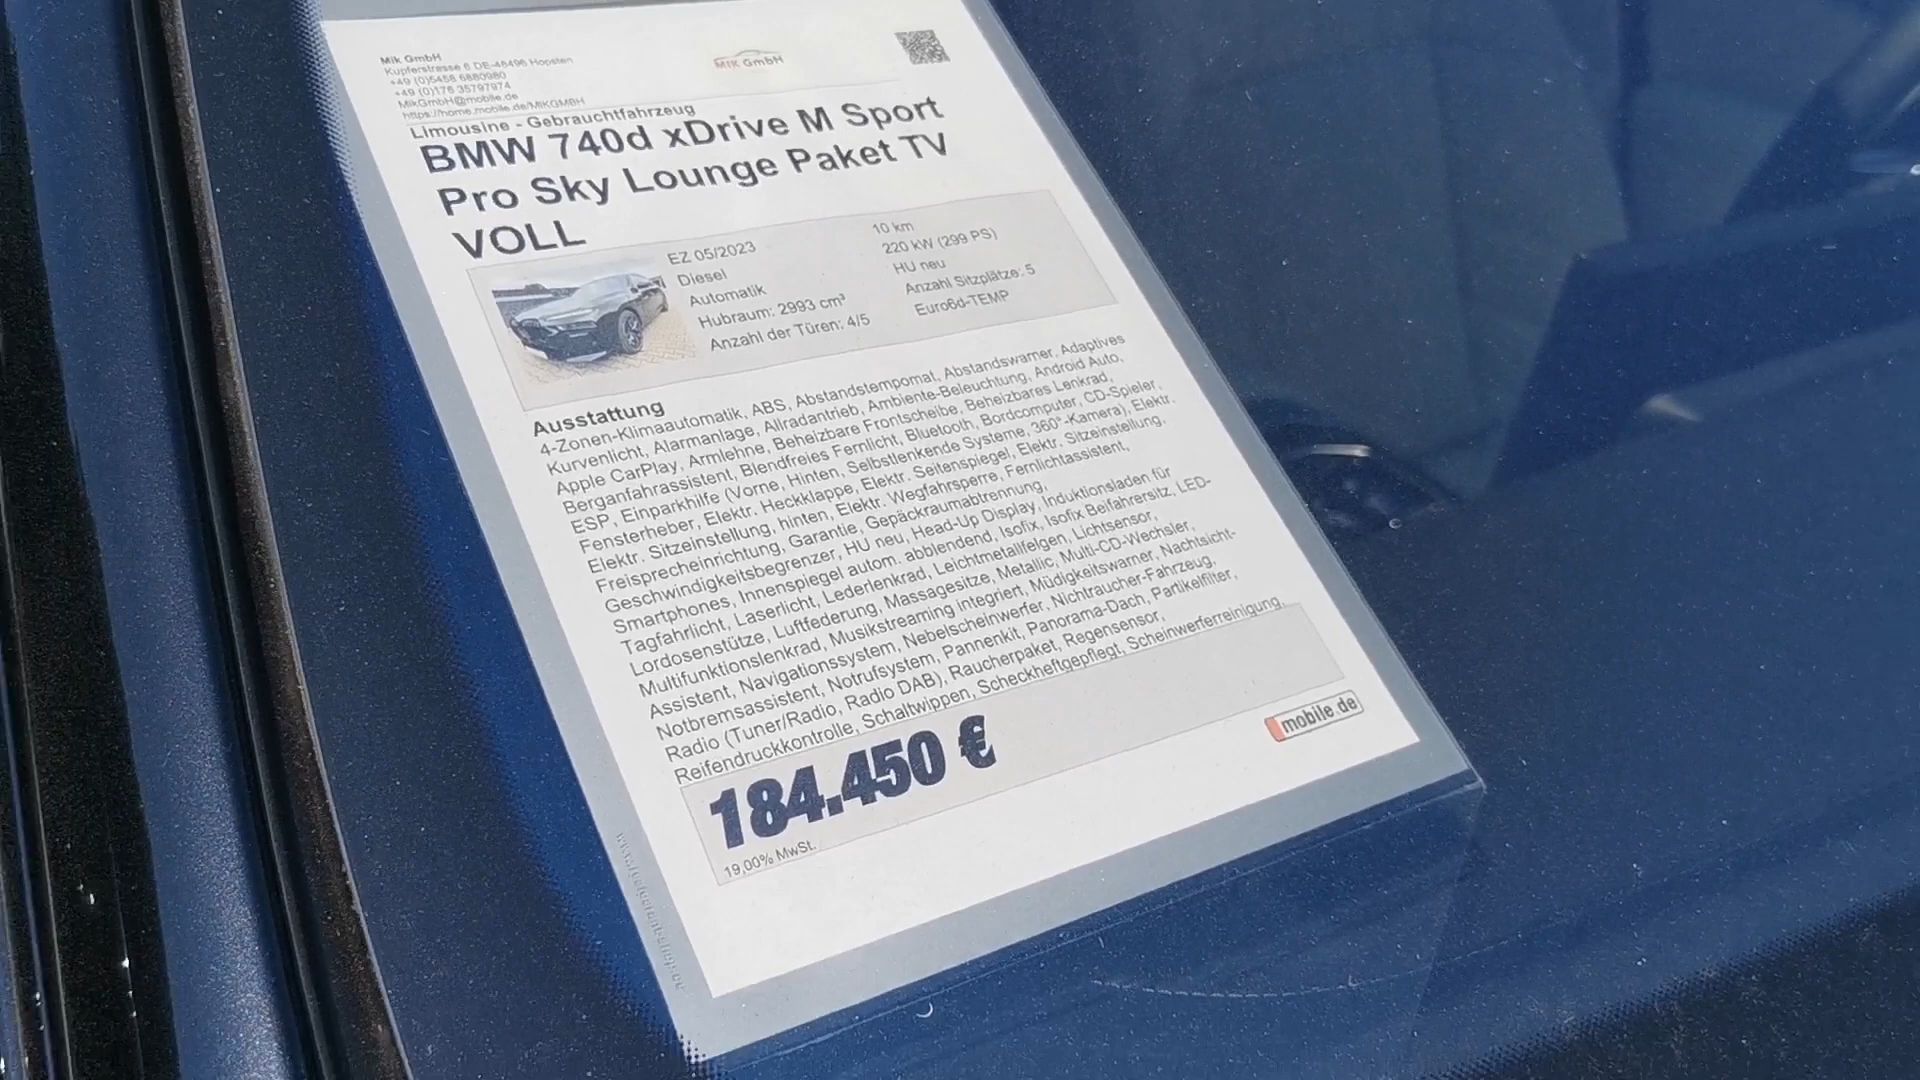 Mik GmbH
Kupferstrasse 6 DE-48496 Hopsten
+49 (0)5458 6880980
+49 (0)176 35797974
MikGmbH@mobile.de
https://home.mobile.de/MIKGMBH
MIK GmbH
Limousine - Gebrauchtfahrzeug
BMW 740d xDrive M Sport
Pro Sky Lounge Paket TV
VOLL
EZ 05/2023
Diesel
Automatik
Hubraum: 2993 cm³
Anzahl der Türen: 4/5
10 km
220 kW (299 PS)
HU neu
Anzahl Sitzplätze: 5
Euro6d-TEMP
Ausstattung
4-Zonen-Klimaautomatik, ABS, Abstandstempomat, Abstandswarner, Adaptives
Kurvenlicht, Alarmanlage, Allradantrieb, Ambiente-Beleuchtung, Android Auto,
Apple CarPlay, Armlehne, Beheizbare Frontscheibe, Beheizbares Lenkrad,
Berganfahrassistent, Blendfreies Fernlicht, Bluetooth, Bordcomputer, CD-Spieler,
ESP, Einparkhilfe (Vorne, Hinten, Selbstlenkende Systeme, 360°-Kamera), Elektr.
Fensterheber, Elektr. Heckklappe, Elektr. Seitenspiegel, Elektr. Sitzeinstellung,
Elektr. Sitzeinstellung, hinten, Elektr. Wegfahrsperre, Fernlichtassistent,
Freisprecheinrichtung, Garantie, Gepäckraumabtrennung,
Geschwindigkeitsbegrenzer, HU neu, Head-Up Display, Induktionsladen für
Smartphones, Innenspiegel autom. abblendend, Isofix, Isofix Beifahrersitz, LED-
Tagfahrlicht, Laserlicht, Lederlenkrad, Leichtmetallfelgen, Lichtsensor,
Lordosenstütze, Luftfederung, Massagesitze, Metallic, Multi-CD-Wechsler,
Multifunktionslenkrad, Musikstreaming integriert, Müdigkeitswarner, Nachtsicht-
Assistent, Navigationssystem, Nebelscheinwerfer, Nichtraucher-Fahrzeug,
Notbremsassistent, Notrufsystem, Pannenkit, Panorama-Dach, Partikelfilter,
Radio (Tuner/Radio, Radio DAB), Raucherpaket, Regensensor,
Reifendruckkontrolle, Schaltwippen, Scheckheftgepflegt, Scheinwerferreinigung,
184.450 €
19,00% MwSt.
mobile.de